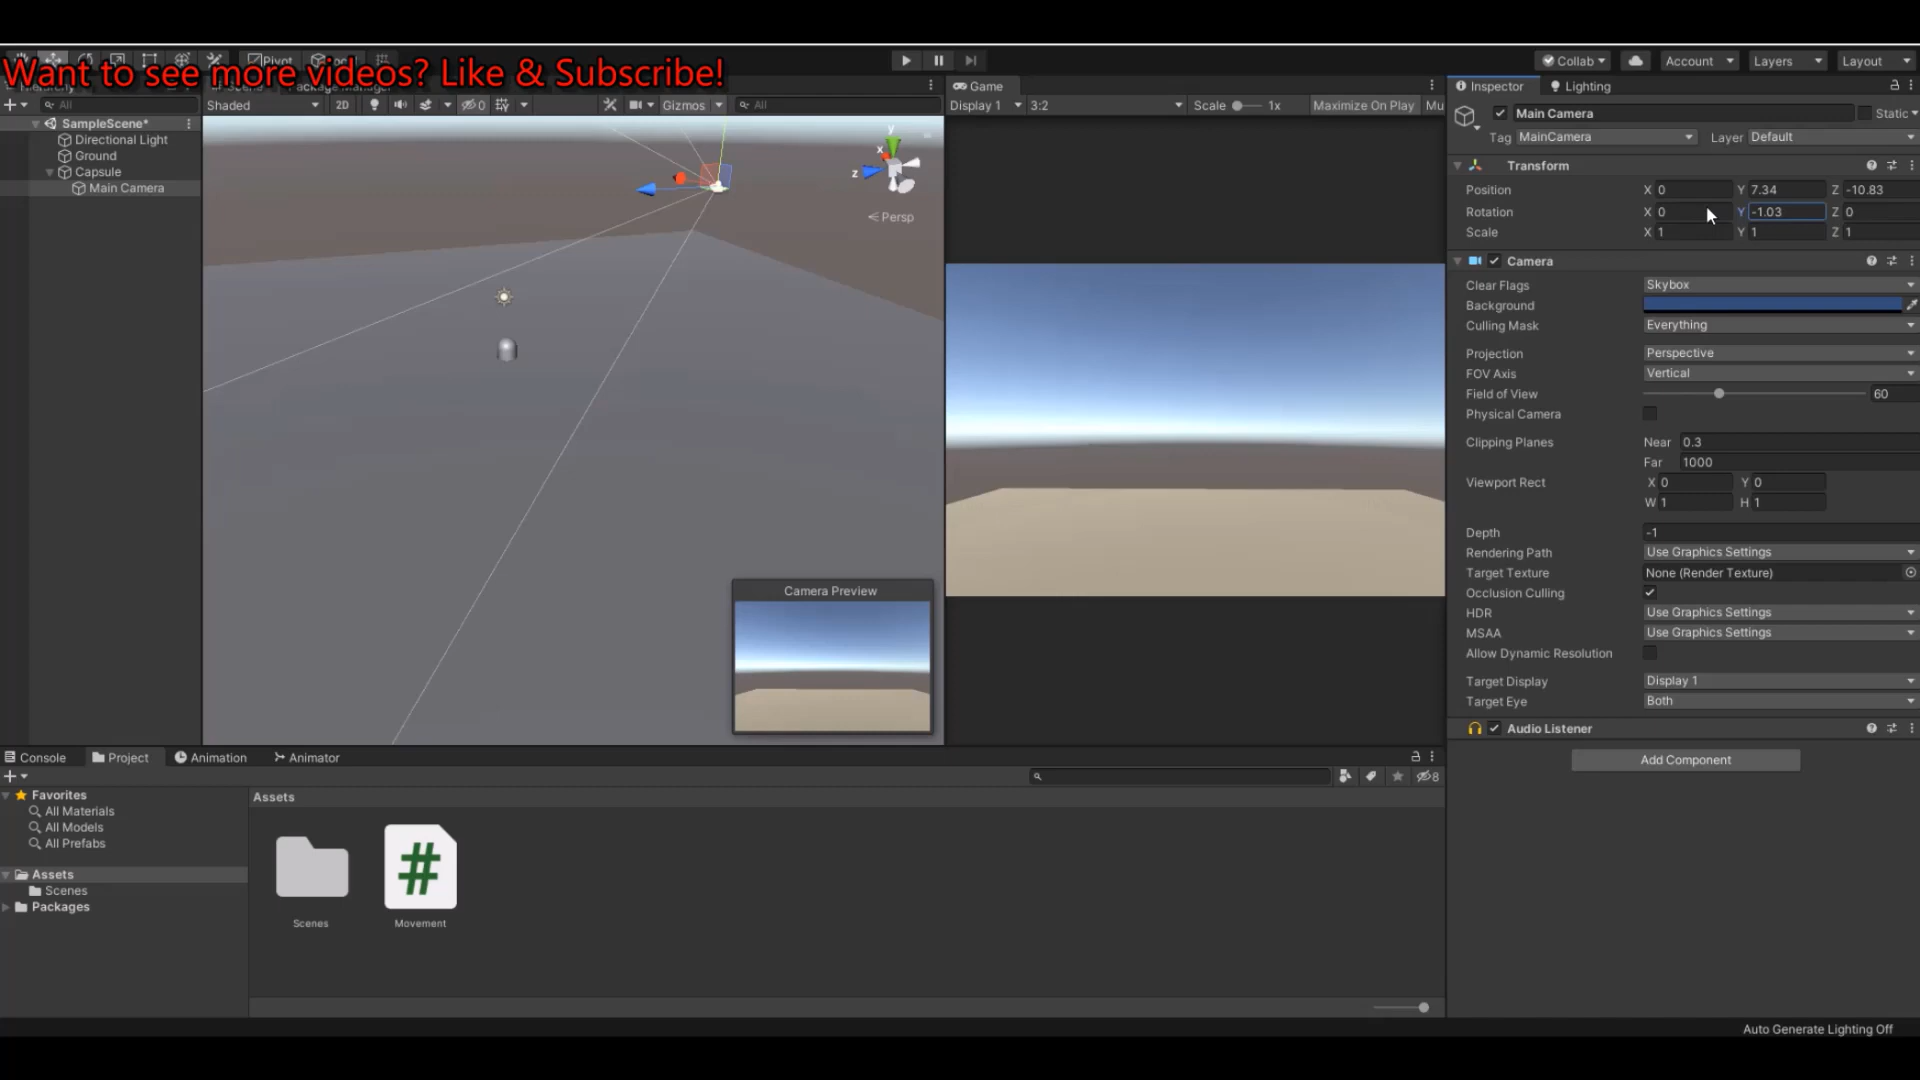 Want to see more videos? Like & Subscribe!
Pivot
Collab
Account
Layers
Layout
All
Shaded
2D
0
Gizmos
All
Game
Display 1
3:2
Scale
1x
Maximize On Play
Mu
Inspector
Lighting
Main Camera
Static
Tag MainCamera
Layer Default
SampleScene*
Directional Light
Ground
Capsule
Main Camera
y
x
z
Persp
Camera Preview
Transform
Position X 0 Y 7.34 Z -10.83
Rotation X 0 Y -1.03 Z 0
Scale X 1 Y 1 Z 1
Camera
Clear Flags Skybox
Background
Culling Mask Everything
Projection Perspective
FOV Axis Vertical
Field of View 60
Physical Camera
Clipping Planes Near 0.3
Far 1000
Viewport Rect X 0 Y 0
W 1 H 1
Depth -1
Rendering Path Use Graphics Settings
Target Texture None (Render Texture)
Occlusion Culling
HDR Use Graphics Settings
MSAA Use Graphics Settings
Allow Dynamic Resolution
Target Display Display 1
Target Eye Both
Audio Listener
Add Component
Console
Project
Animation
Animator
8
Favorites
All Materials
All Models
All Prefabs
Assets
Scenes
Packages
Assets
Scenes
Movement
Auto Generate Lighting Off